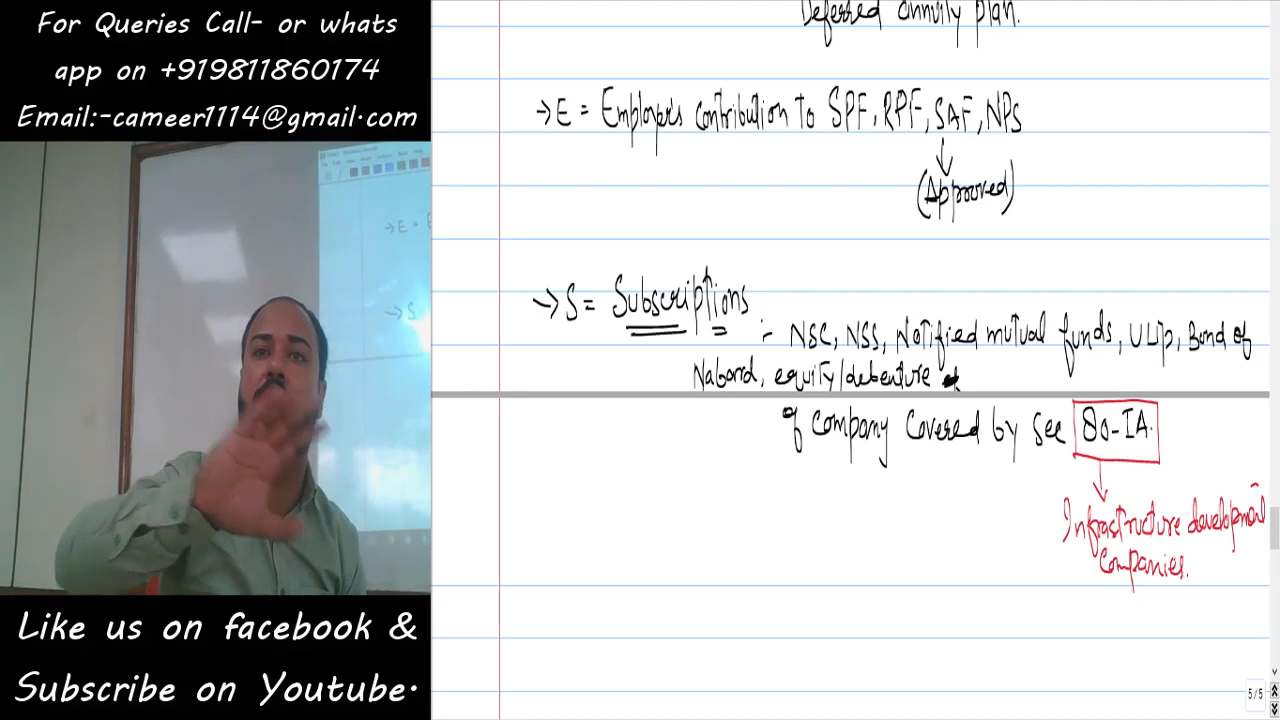 For Queries Call- or whats
app on +919811860174
Email:-cameer1114@gmail.com
Deferred annuity plan.
→ E = Employers contribution to SPF, RPF, SAF, NPS
(Approved)
→ S = Subscriptions :- NSC, NSS, Notified mutual funds, ULIP, Bond of
Naboard, equity/debenture
of company covered by sec 80-IA.
Infrastructure development
companies.
Like us on facebook &
Subscribe on Youtube.
5/5